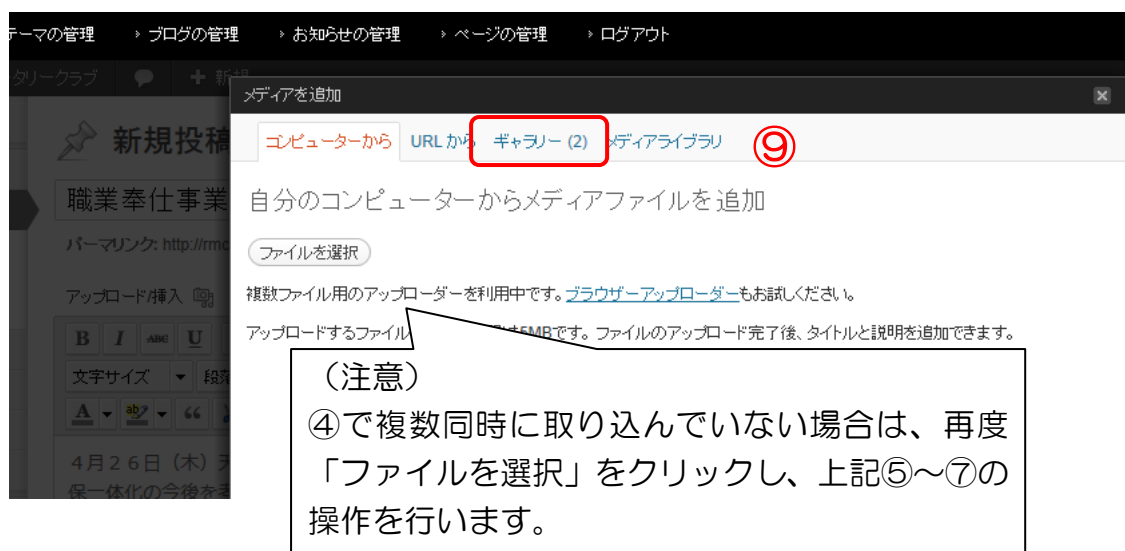 テーマの管理 › ブログの管理 › お知らせの管理 › ページの管理 › ログアウト
タリークラブ + 新規
メディアを追加
コンピューターから URL から ギャラリー (2) メディアライブラリ ⑨
新規投稿
自分のコンピューターからメディアファイルを追加
職業奉仕事業
パーマリンク: http://rmc
ファイルを選択
アップロード/挿入
複数ファイル用のアップローダーを利用中です。ブラウザーアップローダーもお試しください。
アップロードするファイル 5MBです。ファイルのアップロード完了後、タイトルと説明を追加できます。
B I ABC U
文字サイズ 段落
A ab
(注意)
④で複数同時に取り込んでいない場合は、再度
「ファイルを選択」をクリックし、上記⑤~⑦の
操作を行います。
4月26日(木)天
保一体化の今後を